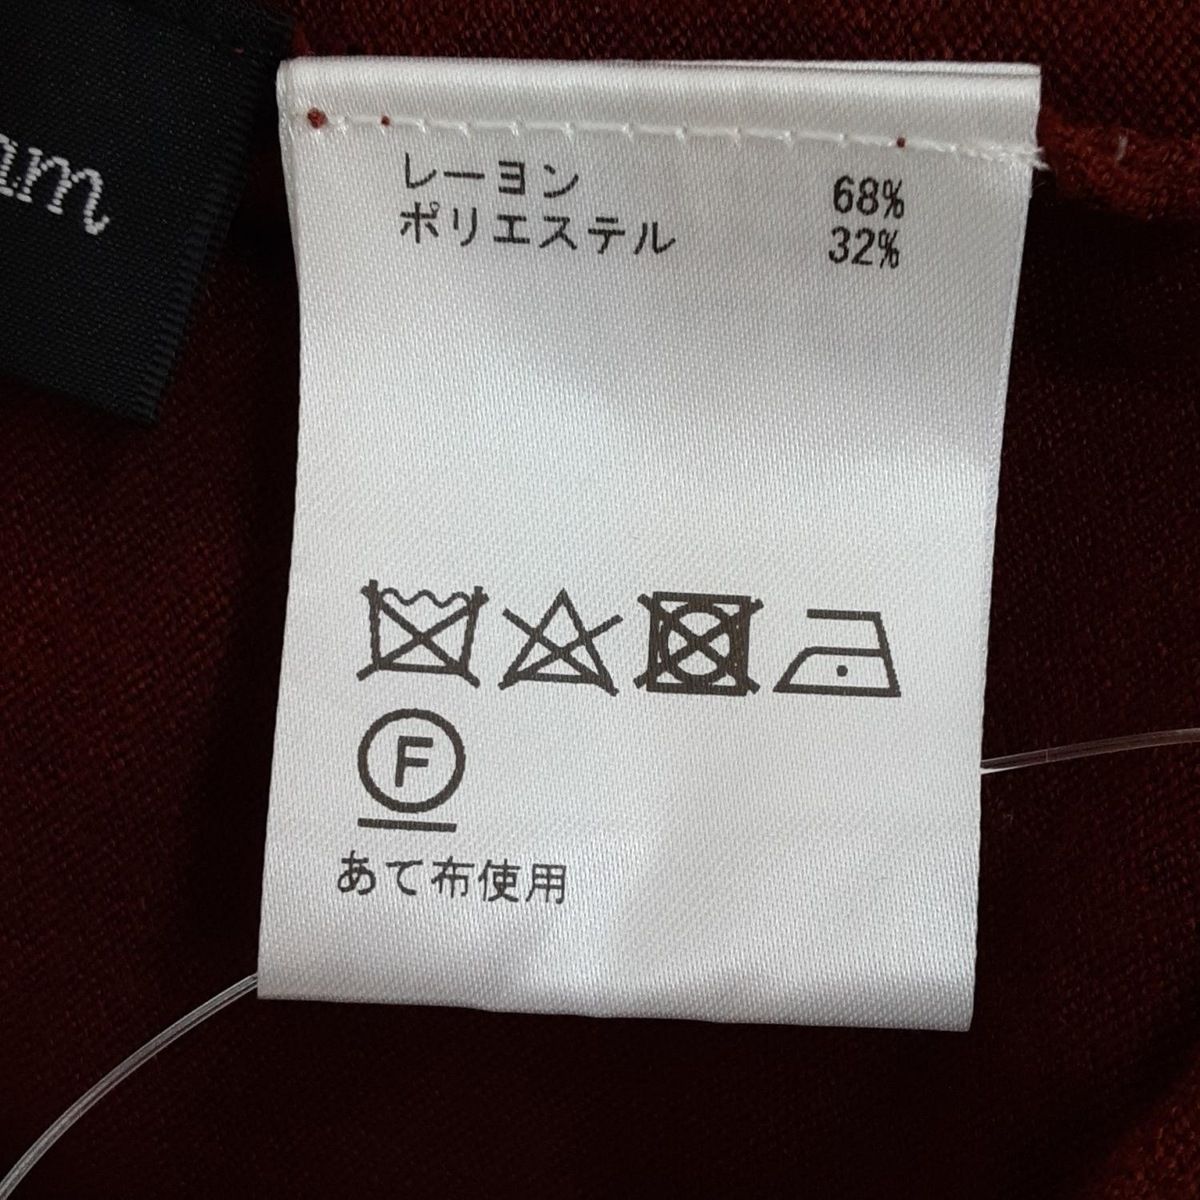 レーヨン 68%
ポリエステル 32%
F
あて布使用